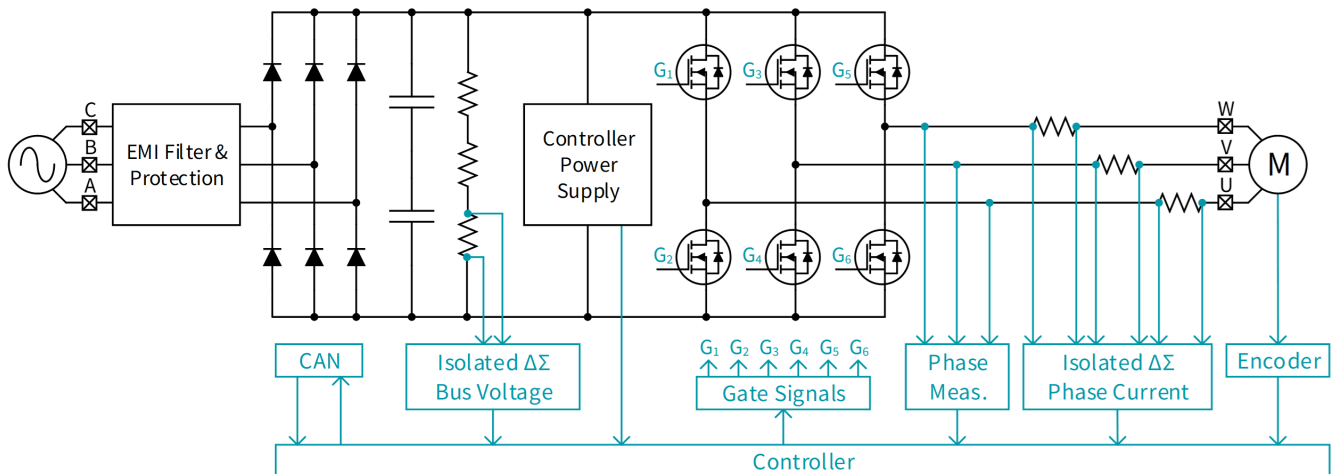 G₁
G₃
G₅
C
B
A
EMI Filter &
Protection
Controller
Power
Supply
W
V
U
M
G₂
G₄
G₆
CAN
Isolated ΔΣ
Bus Voltage
G₁ G₂ G₃ G₄ G₅ G₆
Gate Signals
Phase
Meas.
Isolated ΔΣ
Phase Current
Encoder
Controller